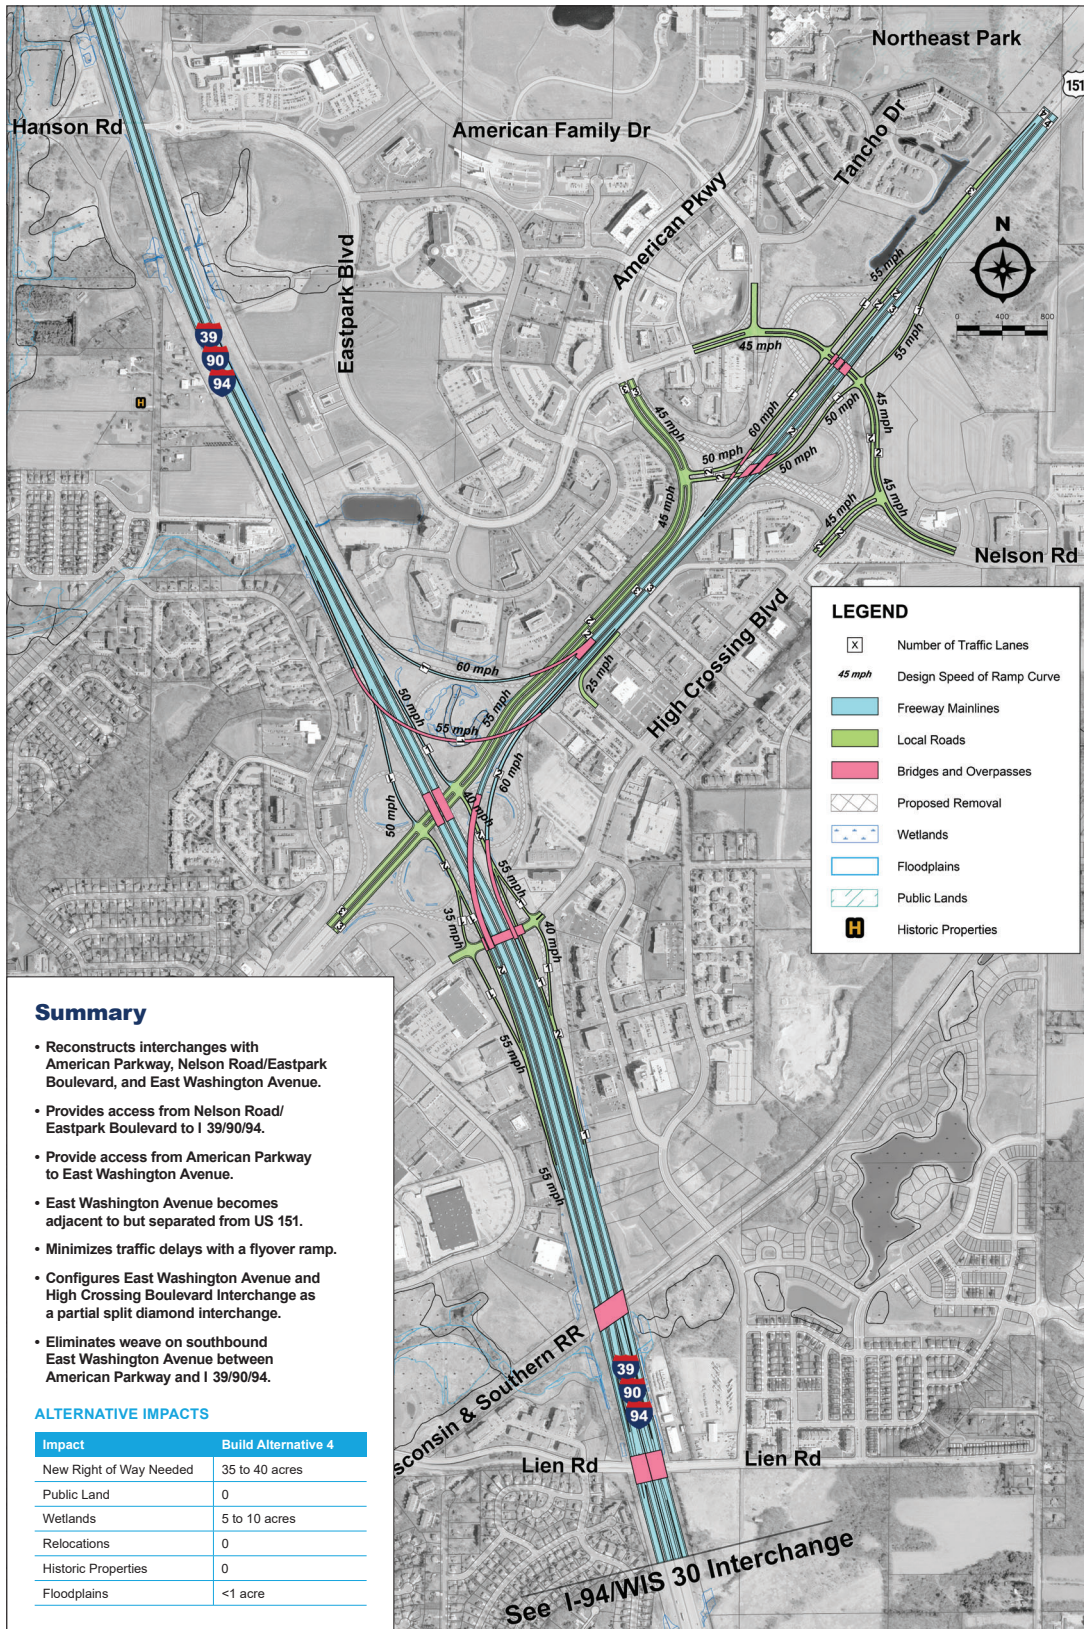 Northeast Park
151
Hanson Rd
American Family Dr
Tancho Dr
American Pkwy
Eastpark Blvd
N
0 400 800
39
90
94
H
55 mph
55 mph
45 mph
60 mph
50 mph
45 mph
50 mph
50 mph
45 mph
45 mph
45 mph
45 mph
Nelson Rd
High Crossing Blvd
25 mph
60 mph
50 mph
55 mph
55 mph
60 mph
50 mph
40 mph
55 mph
35 mph
40 mph
55 mph
55 mph
LEGEND
X Number of Traffic Lanes
45 mph Design Speed of Ramp Curve
Freeway Mainlines
Local Roads
Bridges and Overpasses
Proposed Removal
Wetlands
Floodplains
Public Lands
H Historic Properties
Summary
• Reconstructs interchanges with
American Parkway, Nelson Road/Eastpark
Boulevard, and East Washington Avenue.
• Provides access from Nelson Road/
Eastpark Boulevard to I 39/90/94.
• Provide access from American Parkway
to East Washington Avenue.
• East Washington Avenue becomes
adjacent to but separated from US 151.
• Minimizes traffic delays with a flyover ramp.
• Configures East Washington Avenue and
High Crossing Boulevard Interchange as
a partial split diamond interchange.
• Eliminates weave on southbound
East Washington Avenue between
American Parkway and I 39/90/94.
ALTERNATIVE IMPACTS
Impact Build Alternative 4
New Right of Way Needed 35 to 40 acres
Public Land 0
Wetlands 5 to 10 acres
Relocations 0
Historic Properties 0
Floodplains <1 acre
sconsin & Southern RR
39
90
94
Lien Rd
Lien Rd
See I-94/WIS 30 Interchange